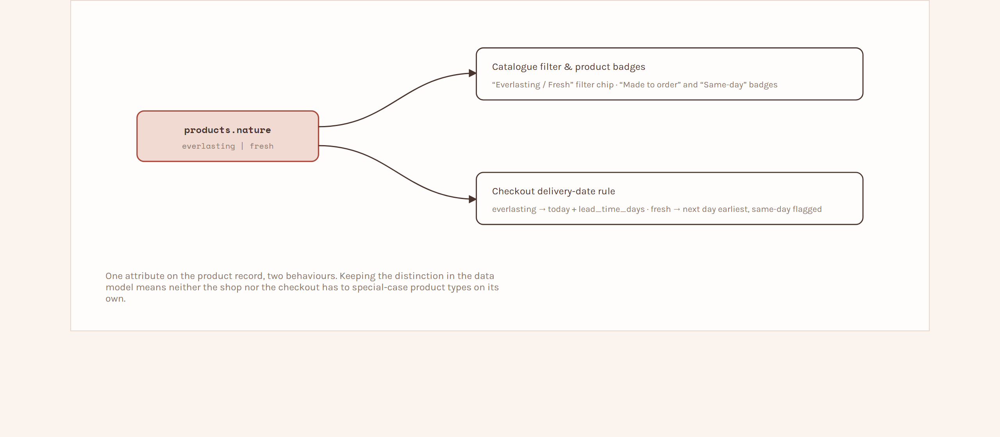 Catalogue filter & product badges
“Everlasting / Fresh” filter chip · “Made to order” and “Same-day” badges
products.nature
everlasting | fresh
Checkout delivery-date rule
everlasting → today + lead_time_days · fresh → next day earliest, same-day flagged
One attribute on the product record, two behaviours. Keeping the distinction in the data
model means neither the shop nor the checkout has to special-case product types on its
own.